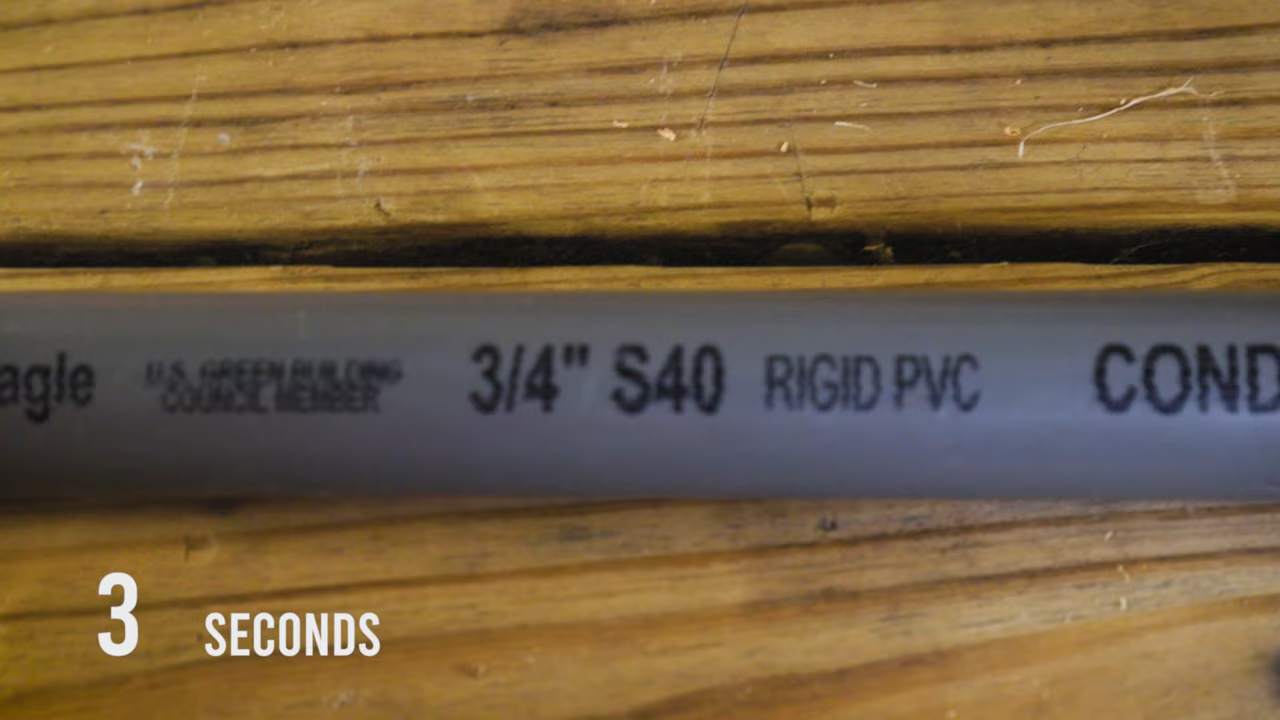 agle U.S. GREEN BUILDING 3/4" S40 RIGID PVC COND
COUNCIL MEMBER
3 SECONDS